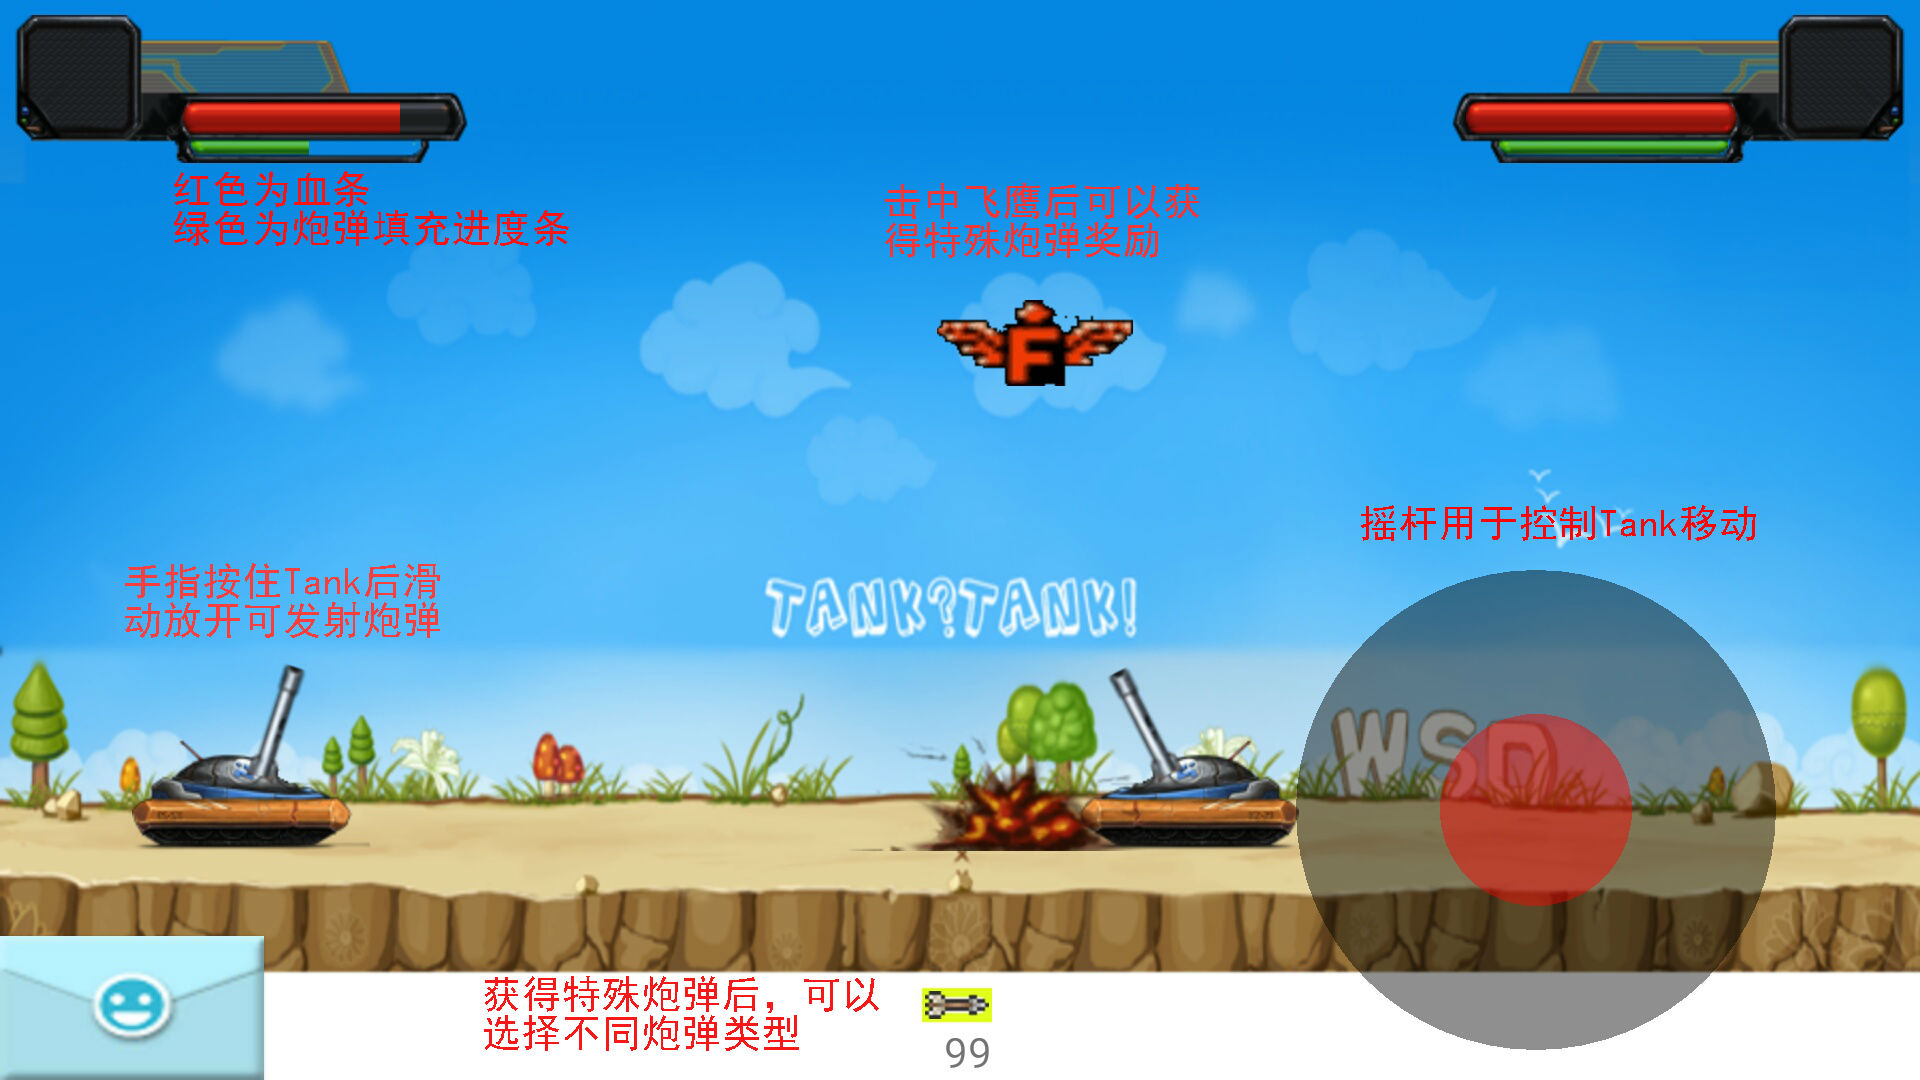 红色为血条
绿色为炮弹填充进度条
击中飞鹰后可以获
得特殊炮弹奖励
F
摇杆用于控制Tank移动
手指按住Tank后滑
动放开可发射炮弹
TANK?TANK!
WSD
获得特殊炮弹后，可以
选择不同炮弹类型
99